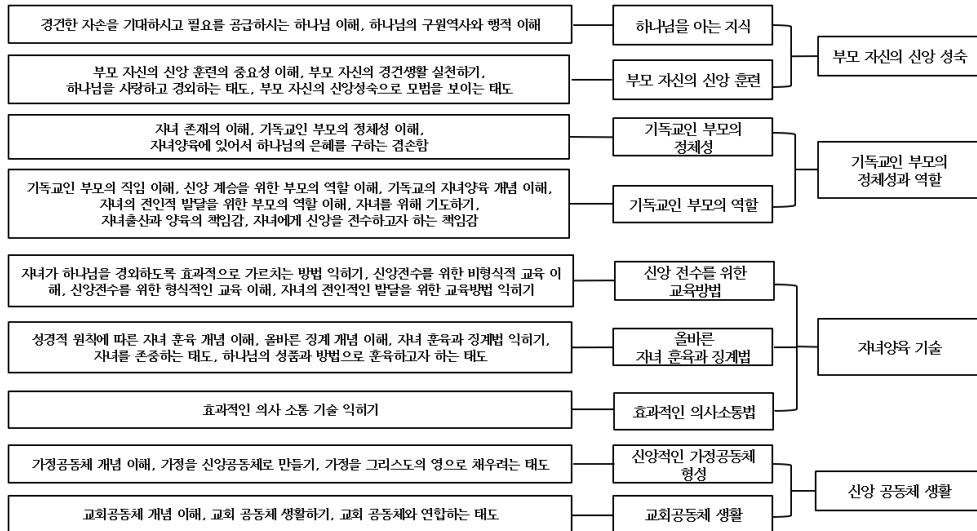 경건한 자손을 기대하시고 필요를 공급하시는 하나님 이해, 하나님의 구원역사와 행적 이해
하나님을 아는 지식
부모 자신의 신앙 성숙
부모 자신의 신앙 훈련의 중요성 이해, 부모 자신의 경건생활 실천하기,
하나님을 사랑하고 경외하는 태도, 부모 자신의 신앙성숙으로 모범을 보이는 태도
부모 자신의 신앙 훈련
자녀 존재의 이해, 기독교인 부모의 정체성 이해,
자녀양육에 있어서 하나님의 은혜를 구하는 겸손함
기독교인 부모의
정체성
기독교인 부모의
정체성과 역할
기독교인 부모의 직임 이해, 신앙 계승을 위한 부모의 역할 이해, 기독교의 자녀양육 개념 이해,
자녀의 전인적 발달을 위한 부모의 역할 이해, 자녀를 위해 기도하기,
자녀출산과 양육의 책임감, 자녀에게 신앙을 전수하고자 하는 책임감
기독교인 부모의 역할
자녀가 하나님을 경외하도록 효과적으로 가르치는 방법 익히기, 신앙전수를 위한 비형식적 교육 이
해, 신앙전수를 위한 형식적인 교육 이해, 자녀의 전인적인 발달을 위한 교육방법 익히기
신앙 전수를 위한
교육방법
성경적 원칙에 따른 자녀 훈육 개념 이해, 올바른 징계 개념 이해, 자녀 훈육과 징계법 익히기,
자녀를 존중하는 태도, 하나님의 성품과 방법으로 훈육하고자 하는 태도
올바른
자녀 훈육과 징계법
자녀양육 기술
효과적인 의사 소통 기술 익히기
효과적인 의사소통법
가정공동체 개념 이해, 가정을 신앙공동체로 만들기, 가정을 그리스도의 영으로 채우려는 태도
신앙적인 가정공동체
형성
신앙 공동체 생활
교회공동체 개념 이해, 교회 공동체 생활하기, 교회 공동체와 연합하는 태도
교회공동체 생활